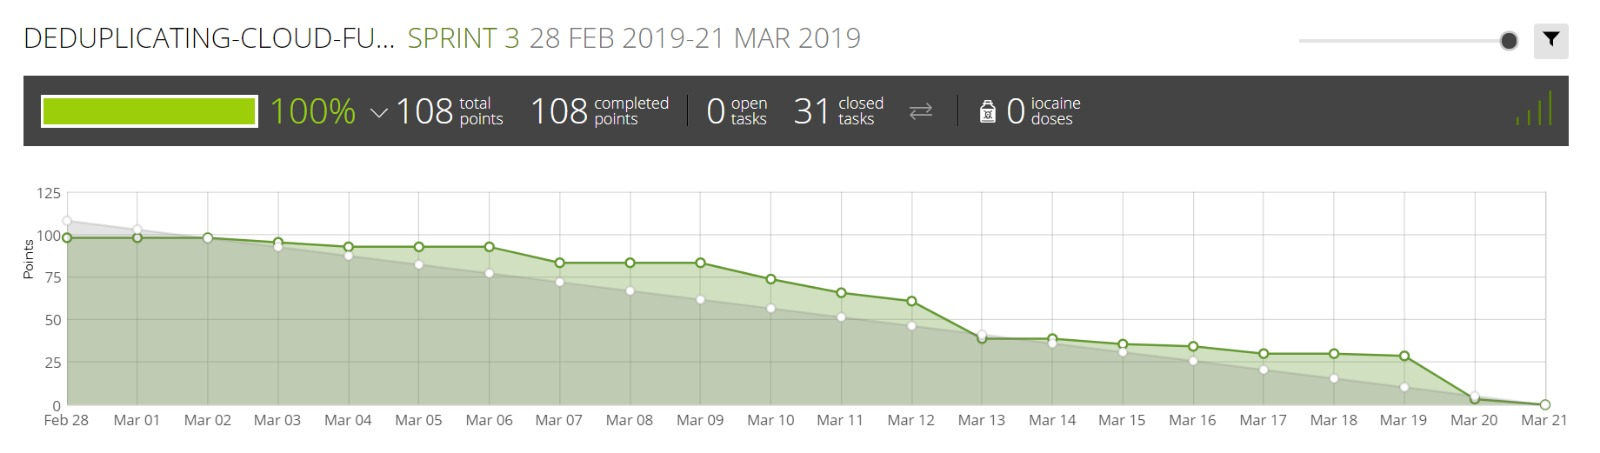 DEDUPLICATING-CLOUD-FU... SPRINT 3 28 FEB 2019-21 MAR 2019
100% 108 total points 108 completed points 0 open tasks 31 closed tasks 0 iocaine doses
125
100
75
50
25
0
Points
Feb 28 Mar 01 Mar 02 Mar 03 Mar 04 Mar 05 Mar 06 Mar 07 Mar 08 Mar 09 Mar 10 Mar 11 Mar 12 Mar 13 Mar 14 Mar 15 Mar 16 Mar 17 Mar 18 Mar 19 Mar 20 Mar 21